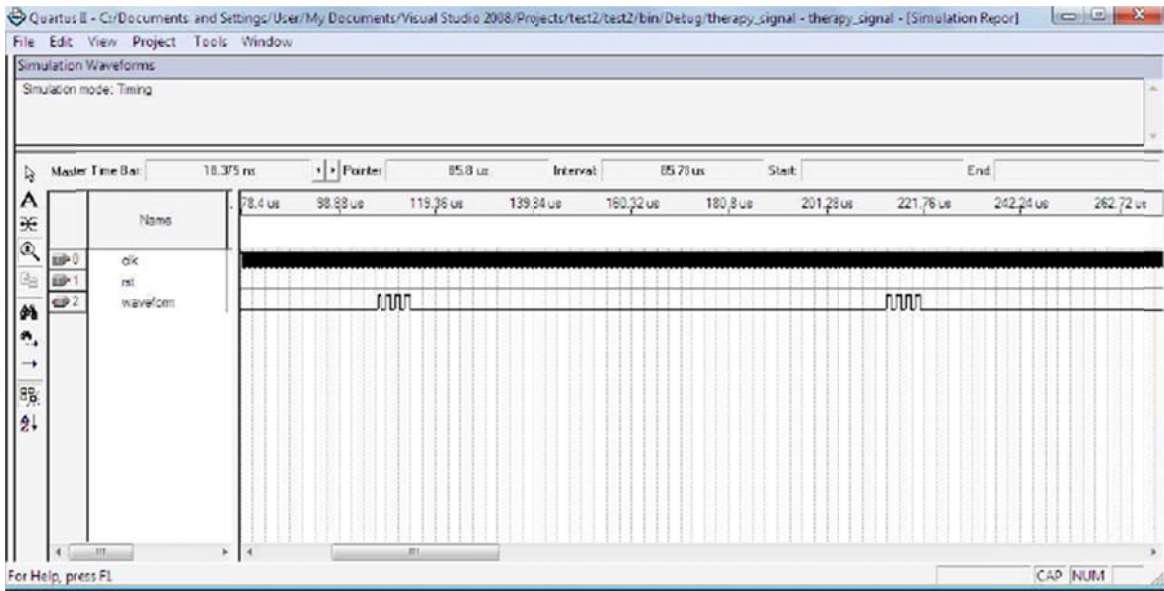 Quartus II - C:/Documents and Settings/User/My Documents/Visual Studio 2008/Projects/test2/test2/bin/Debug/therapy_signal - therapy_signal - [Simulation Repor]
File Edit View Project Tools Window
Simulation Waveforms
Simulation mode: Timing
Master Time Bar: 18.375 ns Pointer: 85.8 us Interval: 85.78 us Start: End:
Name
78.4 us 98.88 us 119.36 us 139.84 us 160.32 us 180.8 us 201.28 us 221.76 us 242.24 us 262.72 us
0 clk
1 rst
2 waveform
For Help, press F1
CAP NUM